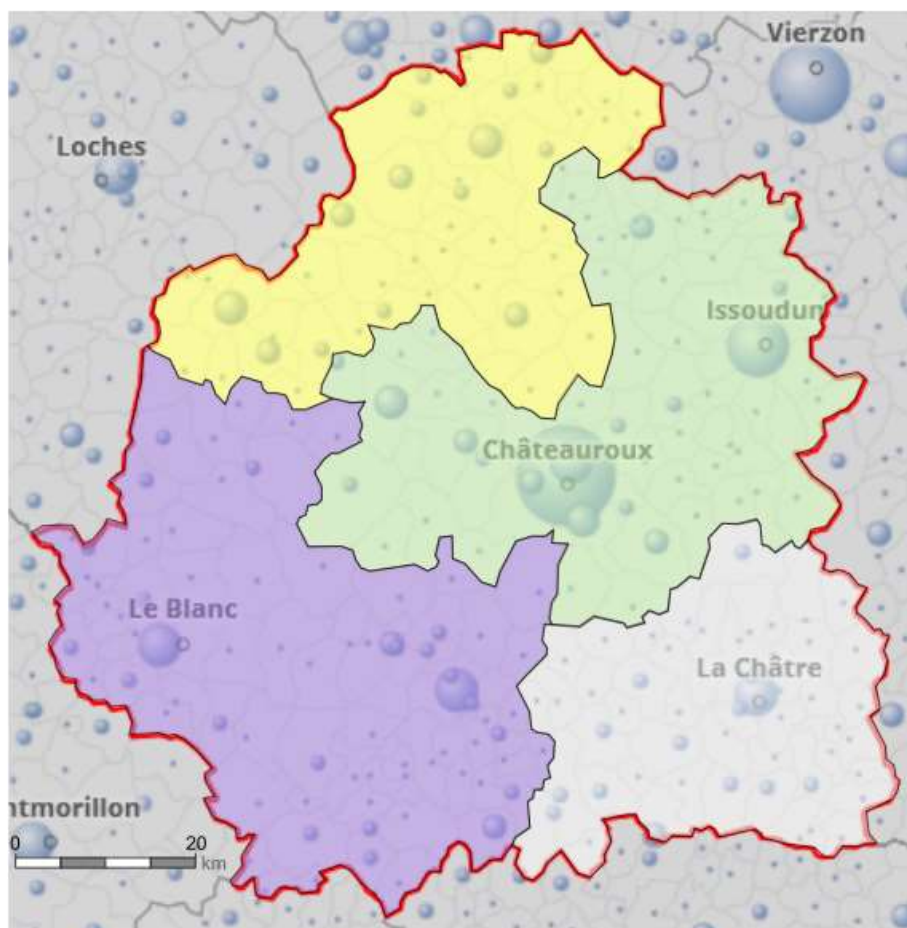 Vierzon
Loches
Issoudun
Châteauroux
Le Blanc
La Châtre
ntmorillon
0 20
km